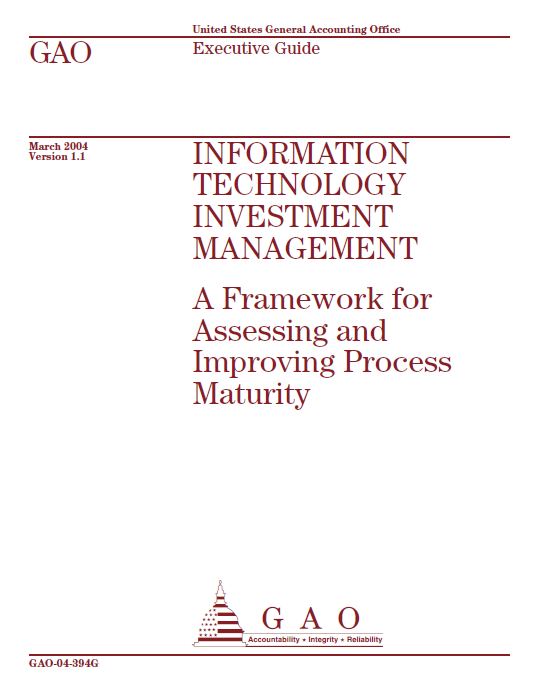 United States General Accounting Office
GAO
Executive Guide
March 2004
Version 1.1
INFORMATION
TECHNOLOGY
INVESTMENT
MANAGEMENT
A Framework for
Assessing and
Improving Process
Maturity
G A O
Accountability ★ Integrity ★ Reliability
GAO-04-394G